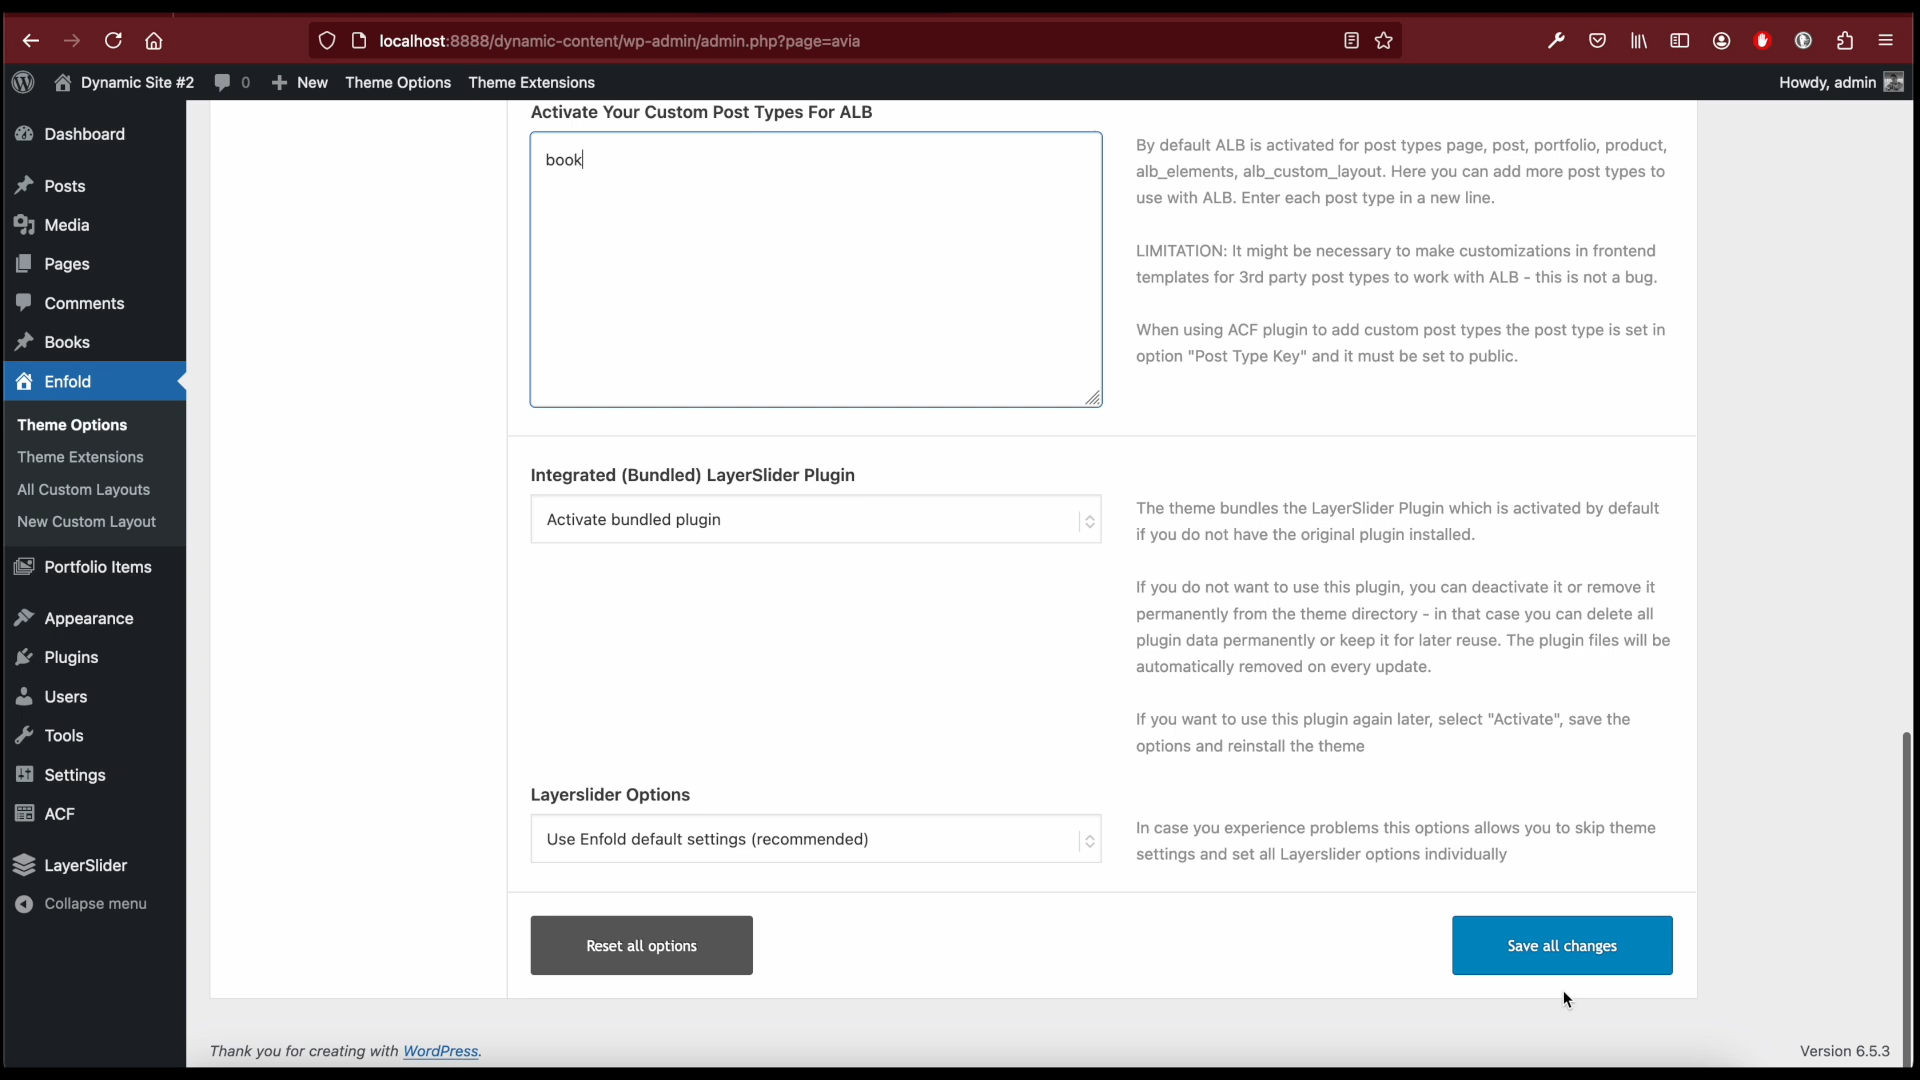 localhost:8888/dynamic-content/wp-admin/admin.php?page=avia
Dynamic Site #2
0
New
Theme Options
Theme Extensions
Howdy, admin
Dashboard
Posts
Media
Pages
Comments
Books
Enfold
Theme Options
Theme Extensions
All Custom Layouts
New Custom Layout
Portfolio Items
Appearance
Plugins
Users
Tools
Settings
ACF
LayerSlider
Collapse menu
Activate Your Custom Post Types For ALB
book
By default ALB is activated for post types page, post, portfolio, product,
alb_elements, alb_custom_layout. Here you can add more post types to
use with ALB. Enter each post type in a new line.
LIMITATION: It might be necessary to make customizations in frontend
templates for 3rd party post types to work with ALB - this is not a bug.
When using ACF plugin to add custom post types the post type is set in
option "Post Type Key" and it must be set to public.
Integrated (Bundled) LayerSlider Plugin
Activate bundled plugin
The theme bundles the LayerSlider Plugin which is activated by default
if you do not have the original plugin installed.
If you do not want to use this plugin, you can deactivate it or remove it
permanently from the theme directory - in that case you can delete all
plugin data permanently or keep it for later reuse. The plugin files will be
automatically removed on every update.
If you want to use this plugin again later, select "Activate", save the
options and reinstall the theme
Layerslider Options
Use Enfold default settings (recommended)
In case you experience problems this options allows you to skip theme
settings and set all Layerslider options individually
Reset all options
Save all changes
Thank you for creating with WordPress.
Version 6.5.3